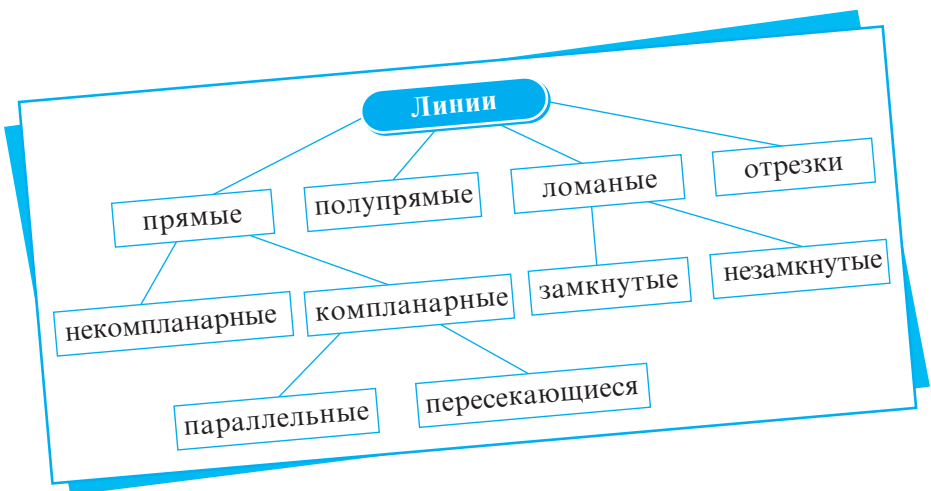 Линии
прямые
полупрямые
ломаные
отрезки
некомпланарные
компланарные
замкнутые
незамкнутые
параллельные
пересекающиеся